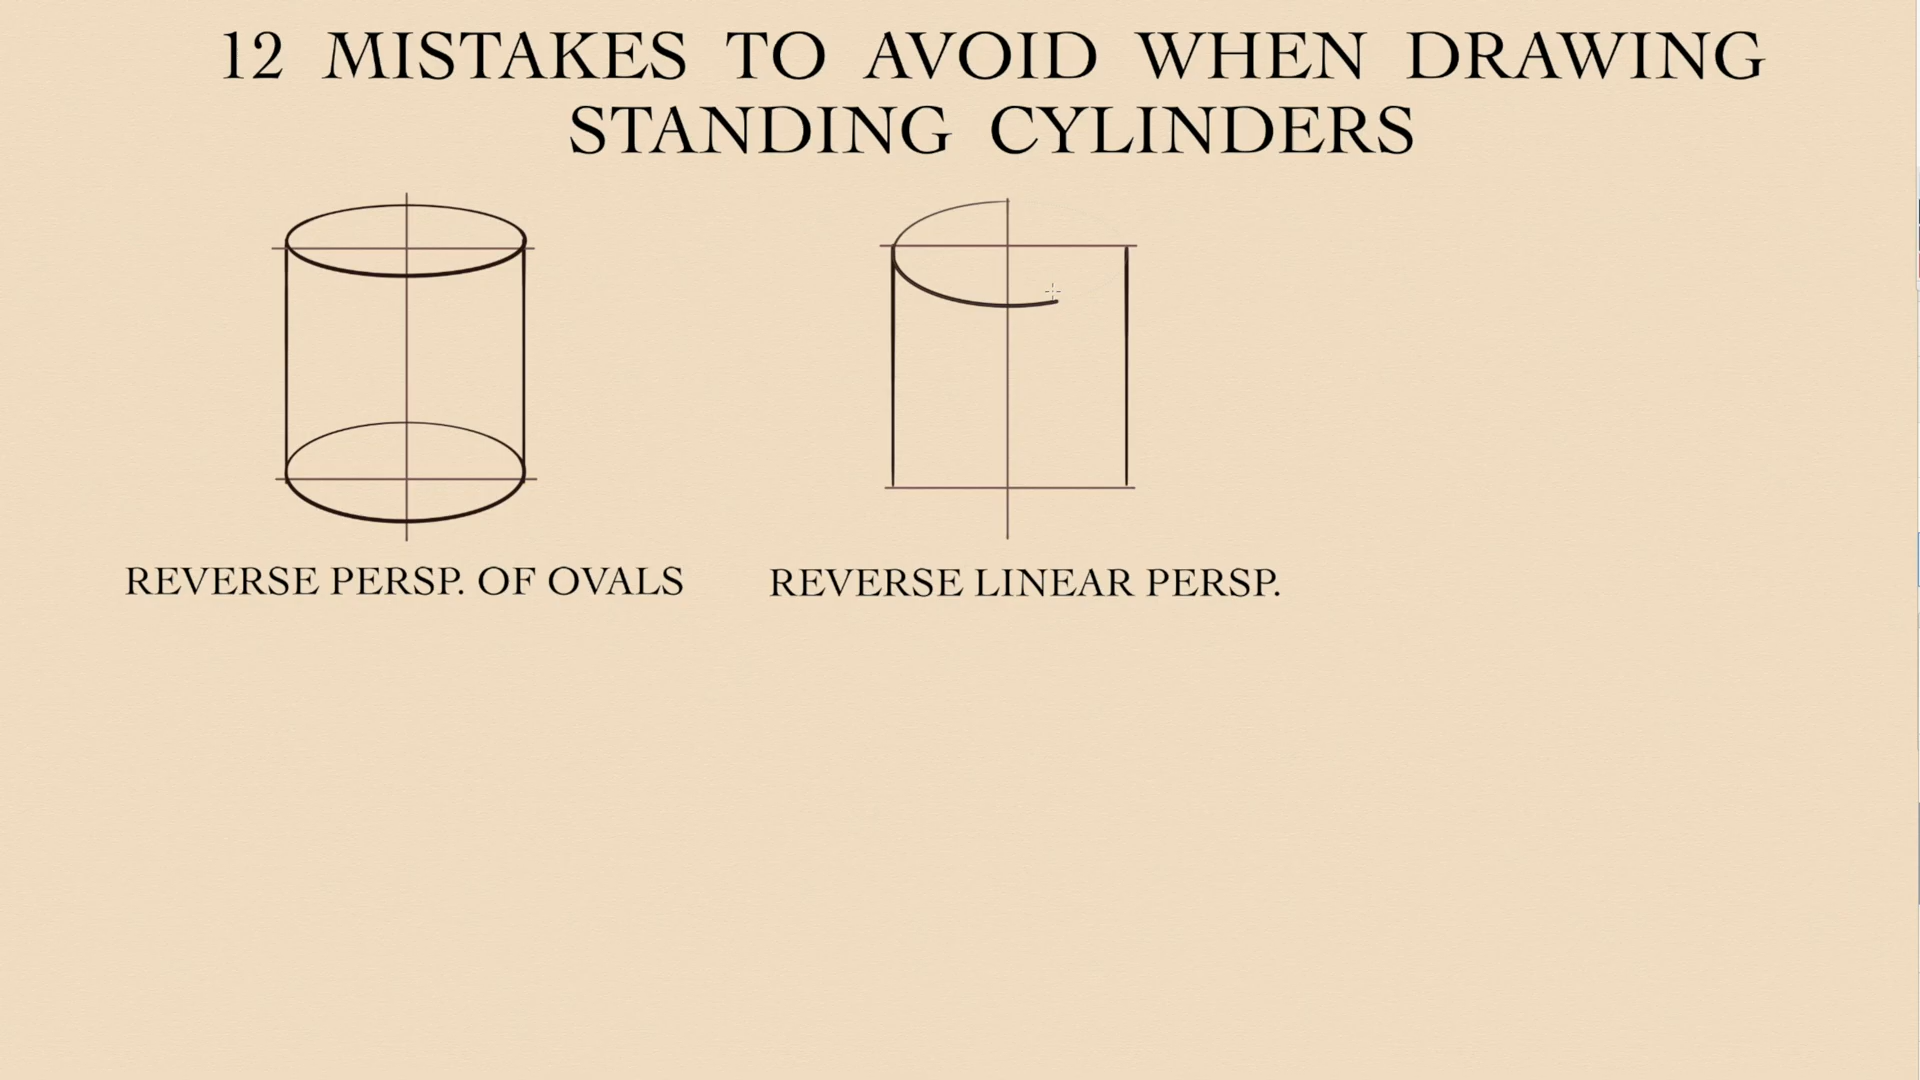 12 MISTAKES TO AVOID WHEN DRAWING
STANDING CYLINDERS
REVERSE PERSP. OF OVALS
REVERSE LINEAR PERSP.